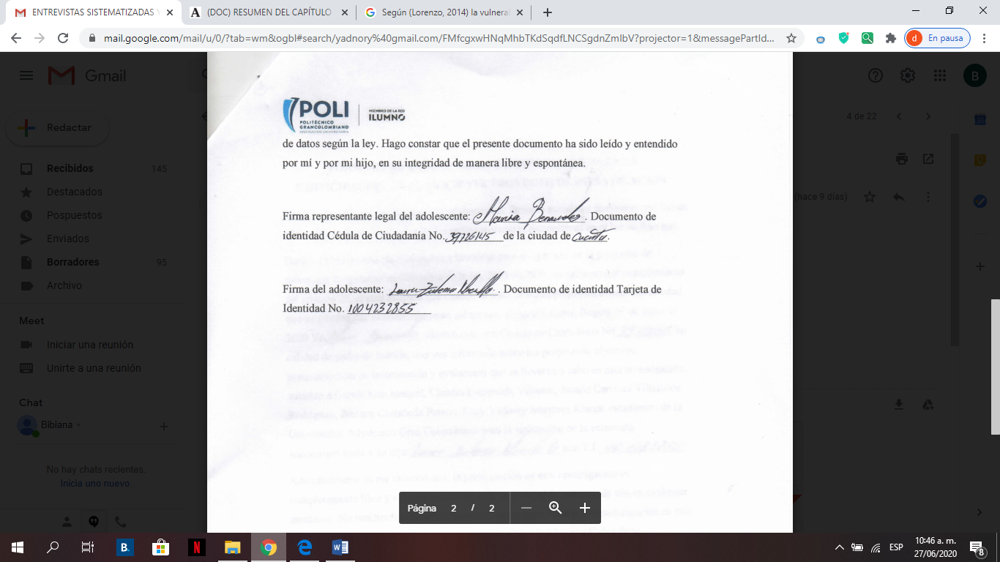 ENTREVISTAS SISTEMATIZADAS Y
(DOC) RESUMEN DEL CAPÍTULO
Según (Lorenzo, 2014) la vulneral
mail.google.com/mail/u/0/?tab=wm&ogbl#search/yadnory%40gmail.com/FMfcgxwHNqMhbTKdSqdfLNCSgdnZmlbV?projector=1&messagePartId...
d En pausa
Gmail
B
Redactar
4 de 22
Recibidos 145
Destacados
(hace 9 días)
Pospuestos
Enviados
Borradores 95
Archivo
Meet
Iniciar una reunión
Unirte a una reunión
Chat
Bibiana
No hay chats recientes.
Inicia uno nuevo.
POLI
POLITÉCNICO
GRANCOLOMBIANO
INSTITUCIÓN UNIVERSITARIA
MIEMBRO DE LA RED
ILUMNO
de datos según la ley. Hago constar que el presente documento ha sido leído y entendido
por mí y por mi hijo, en su integridad de manera libre y espontánea.
Firma representante legal del adolescente: . Documento de
identidad Cédula de Ciudadanía No. 39726145 de la ciudad de Cucuta.
Firma del adolescente: . Documento de identidad Tarjeta de
Identidad No. 1004232855
Página 2 / 2
B.
N
ESP
10:46 a. m.
27/06/2020
8